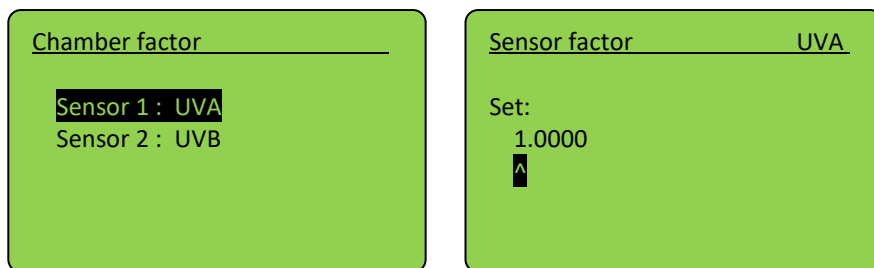 Chamber factor
Sensor 1 : UVA
Sensor 2 : UVB
Sensor factor UVA
Set:
1.0000
^